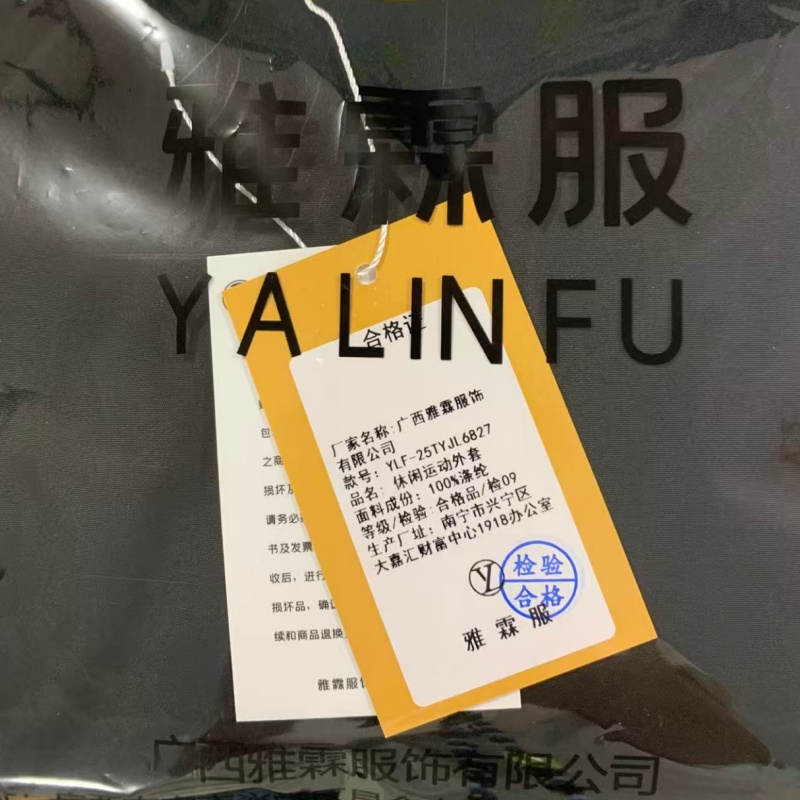 雅霖服
YALINFU
合格证
厂家名称:广西雅霖服饰
有限公司
款号: YLF-25TYJL6827
品名: 休闲运动外套
面料成份: 100%涤纶
等级/检验: 合格品/检09
生产厂址: 南宁市兴宁区
大嘉汇财富中心1918办公室
检验
合格
雅霖服
包
之商
损坏及
请务必
书及发票
收后，进行
损坏品，确
续和商品退换
雅霖服
广西雅霖服饰有限公司